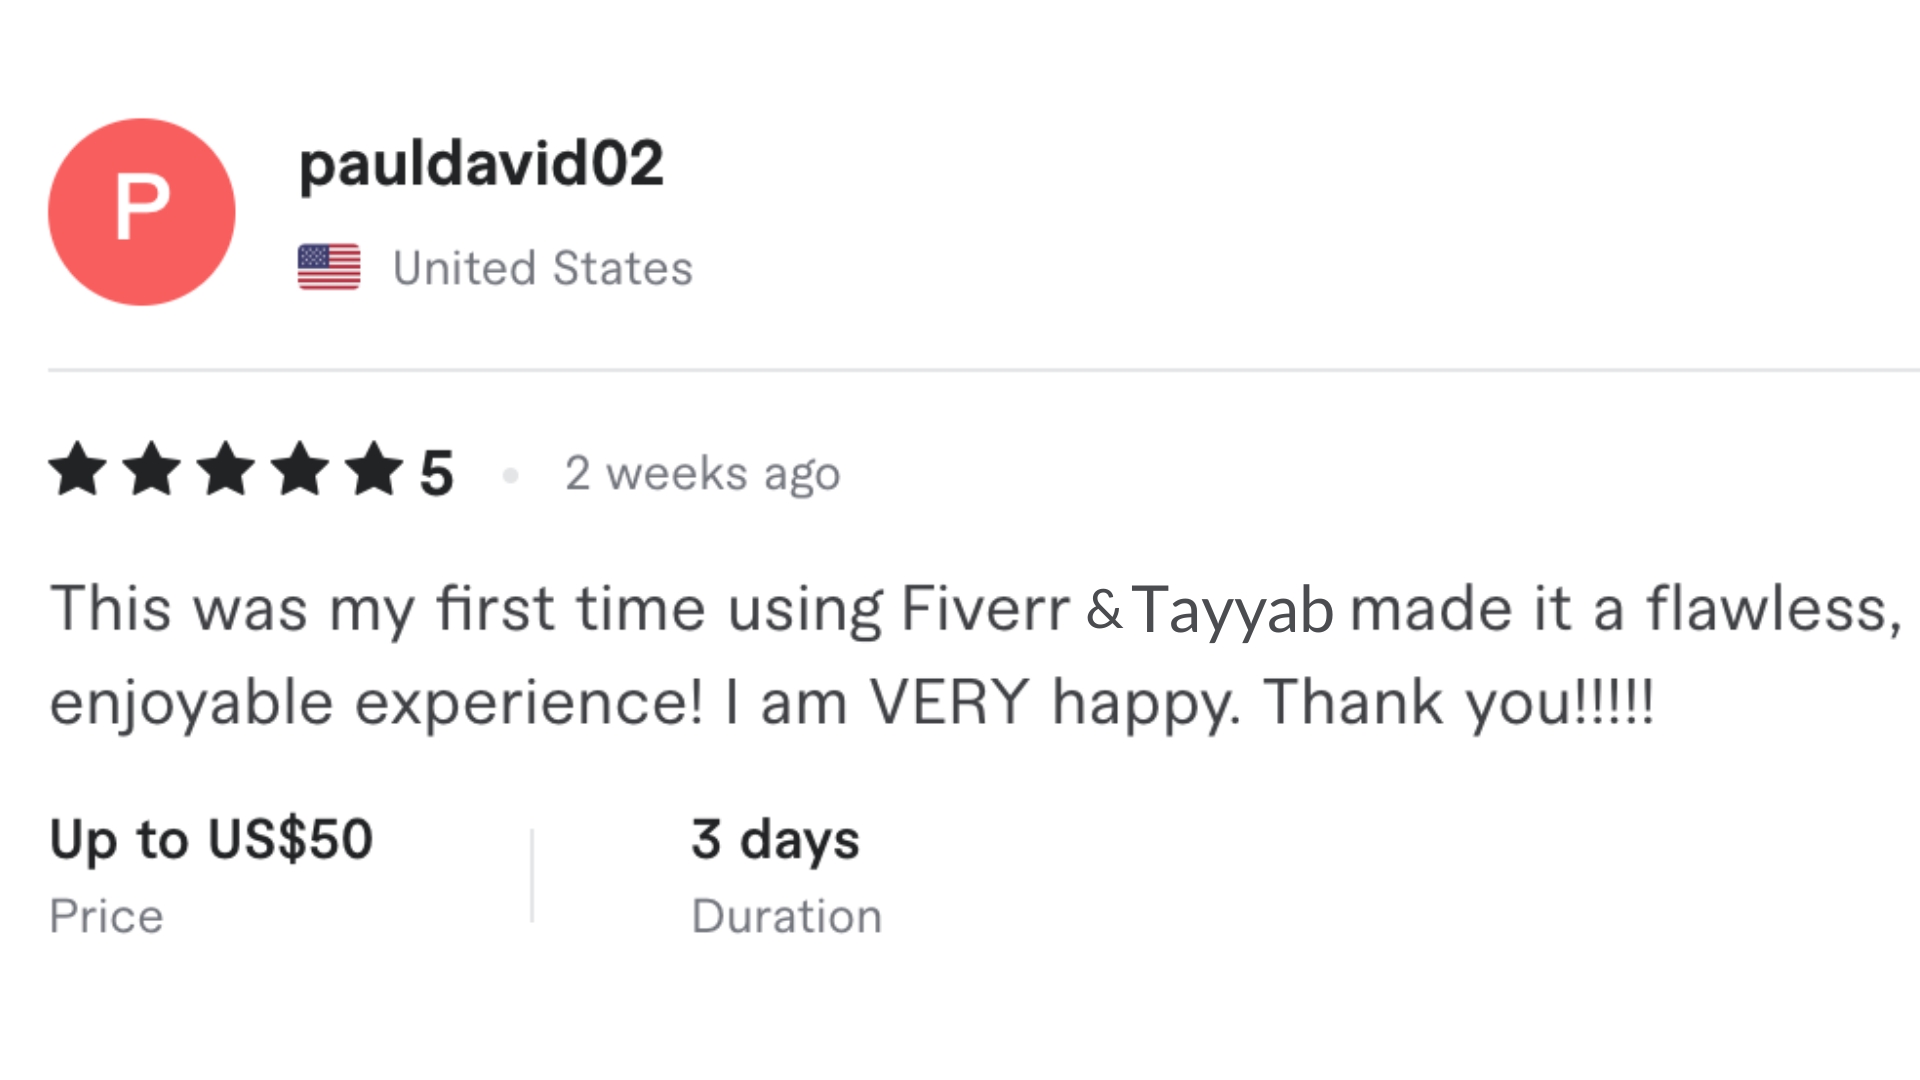 P
pauldavid02
United States
5 • 2 weeks ago
This was my first time using Fiverr & Tayyab made it a flawless,
enjoyable experience! I am VERY happy. Thank you!!!!!
Up to US$50
Price
3 days
Duration